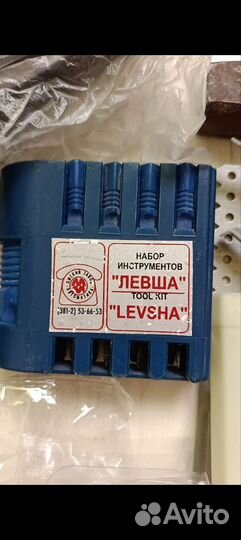 НАБОР
ИНСТРУМЕНТОВ
"ЛЕВША"
TOOL KIT
"LEVSHA"
(381-2) 53-66-53
Avito